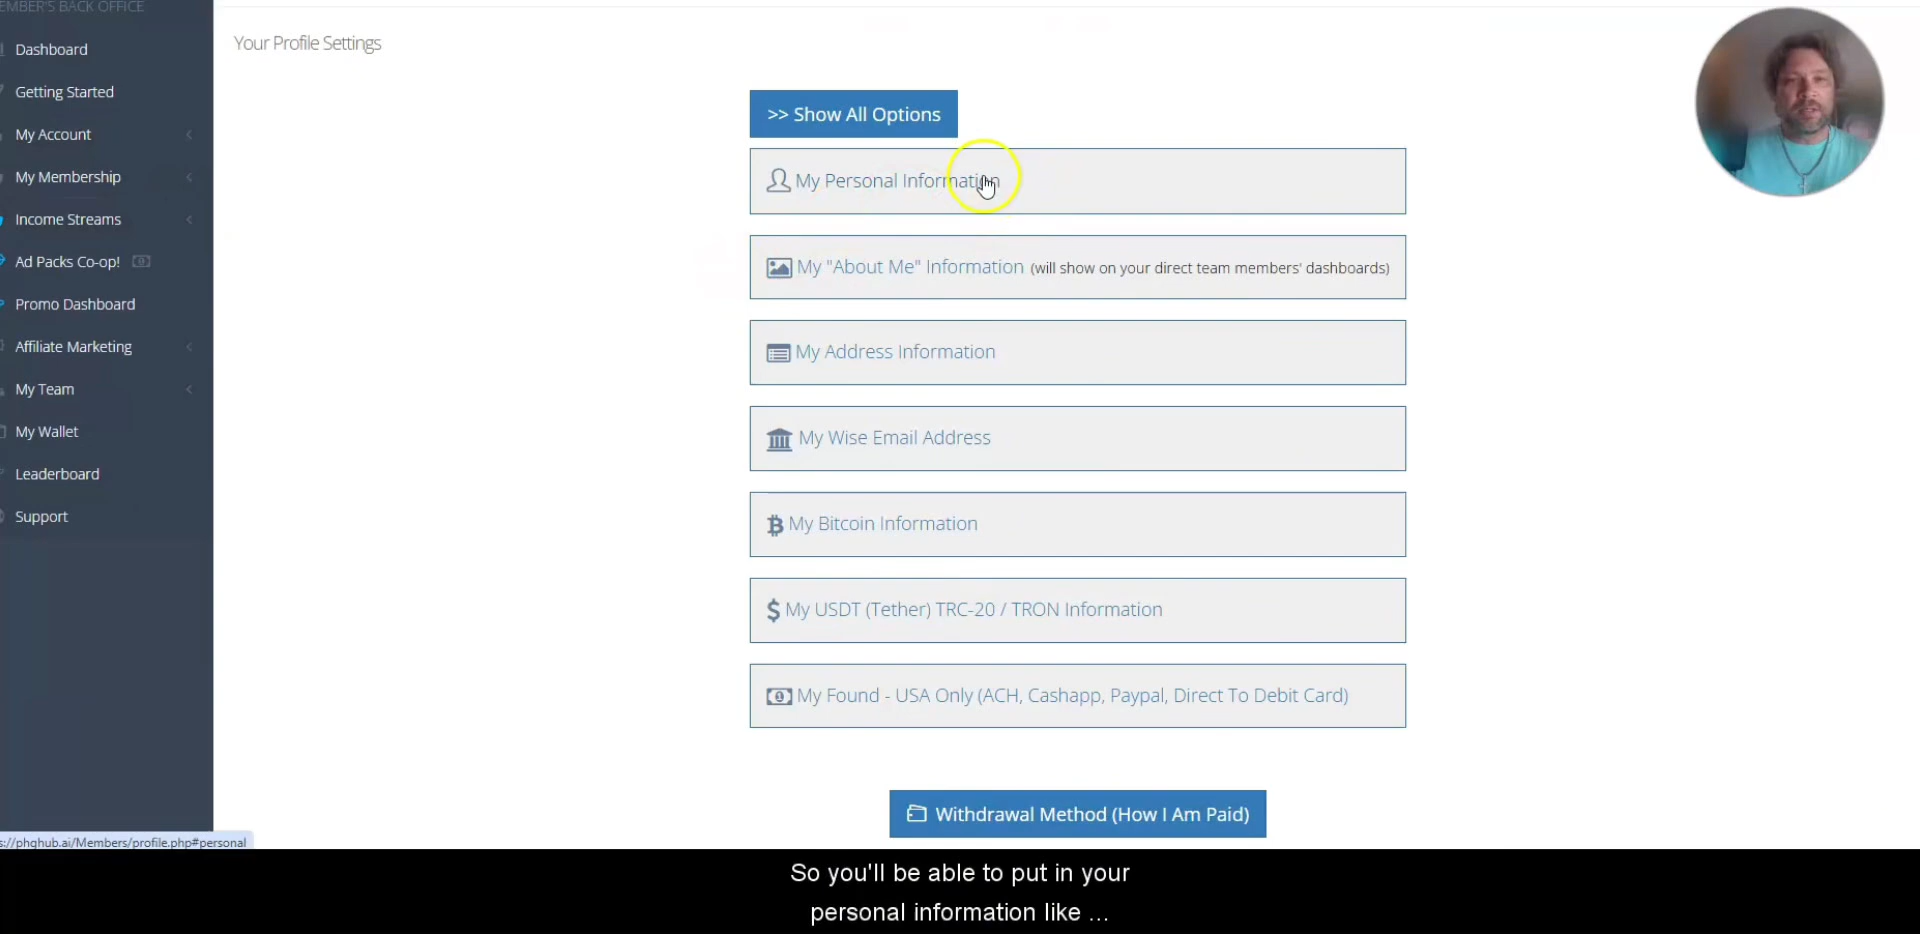 EMBER'S BACK OFFICE
Dashboard
Getting Started
My Account
My Membership
Income Streams
Ad Packs Co-op!
Promo Dashboard
Affiliate Marketing
My Team
My Wallet
Leaderboard
Support
Your Profile Settings
>> Show All Options
My Personal Information
My "About Me" Information (will show on your direct team members' dashboards)
My Address Information
My Wise Email Address
My Bitcoin Information
My USDT (Tether) TRC-20 / TRON Information
My Found - USA Only (ACH, Cashapp, Paypal, Direct To Debit Card)
Withdrawal Method (How I Am Paid)
s://phqhub.ai/Members/profile.php#personal
So you'll be able to put in your
personal information like ...